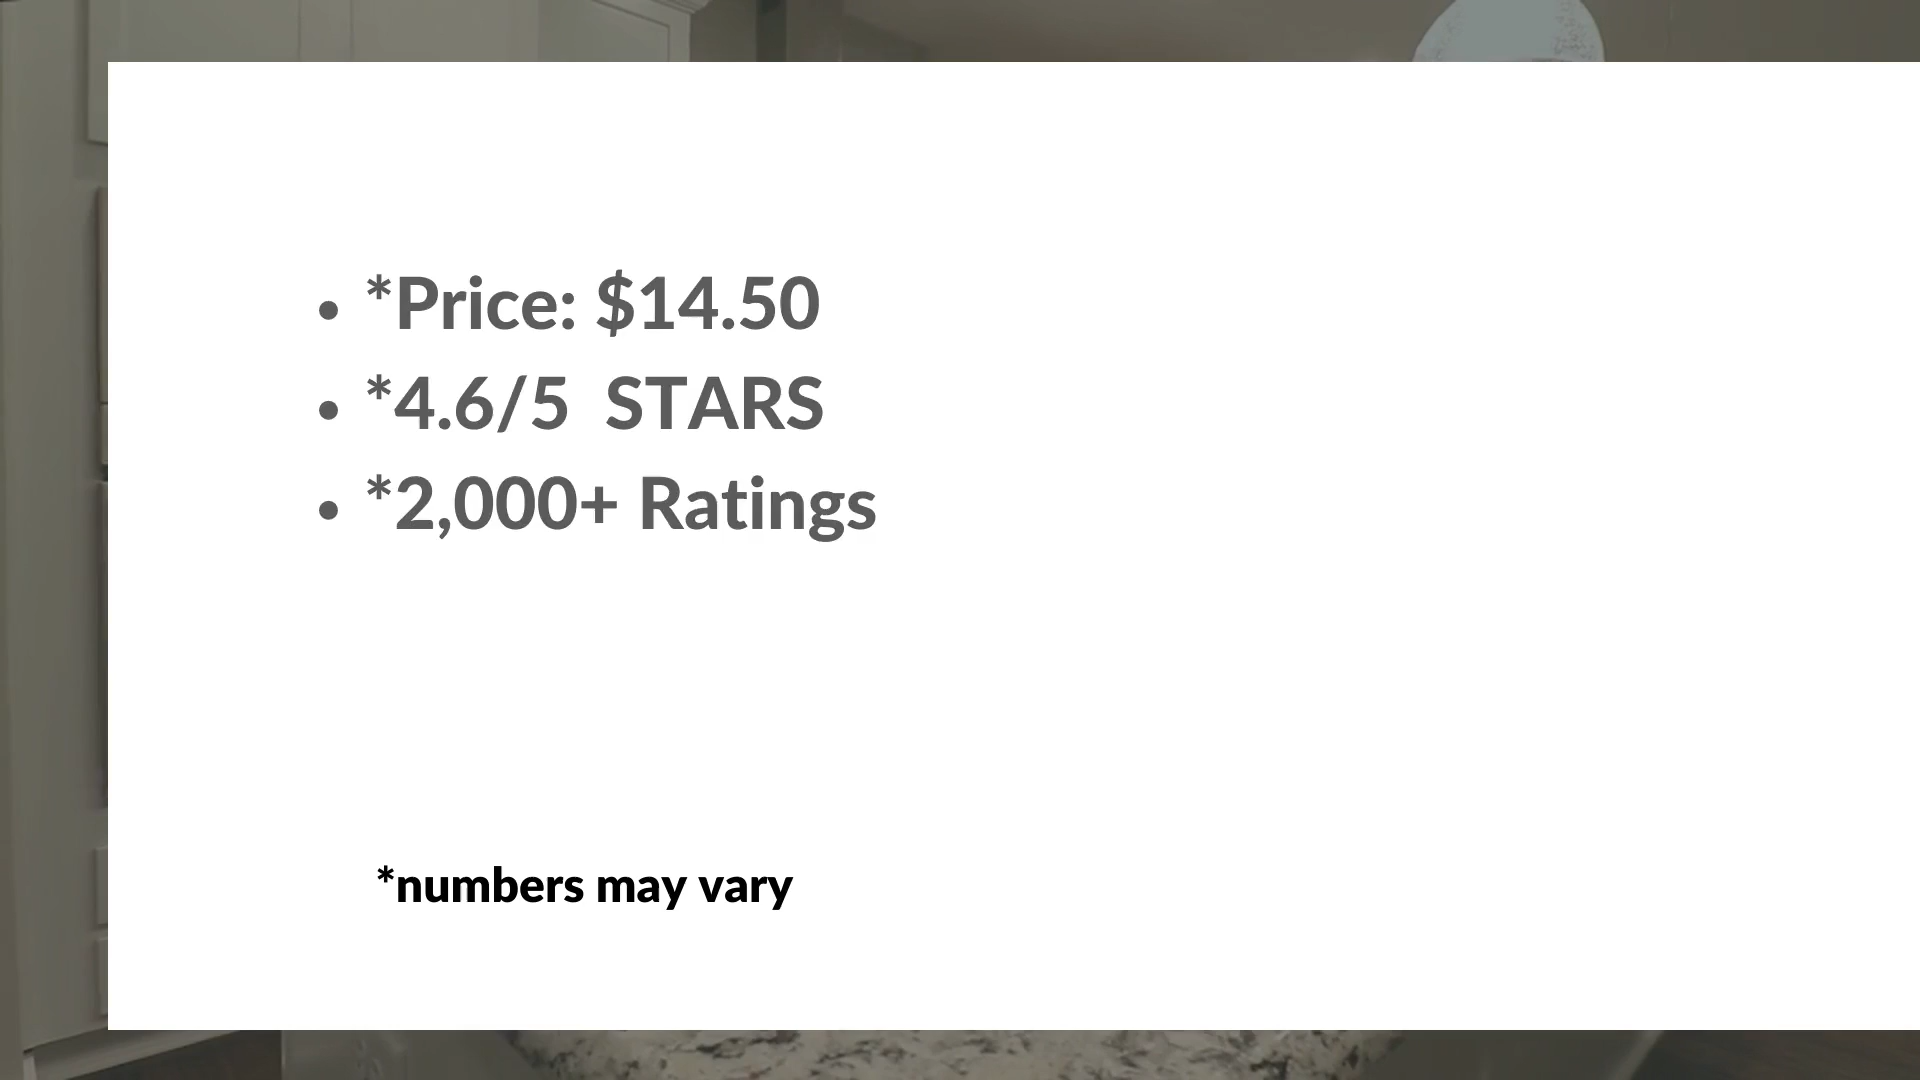 • *Price: $14.50
• *4.6/5  STARS
• *2,000+ Ratings
*numbers may vary